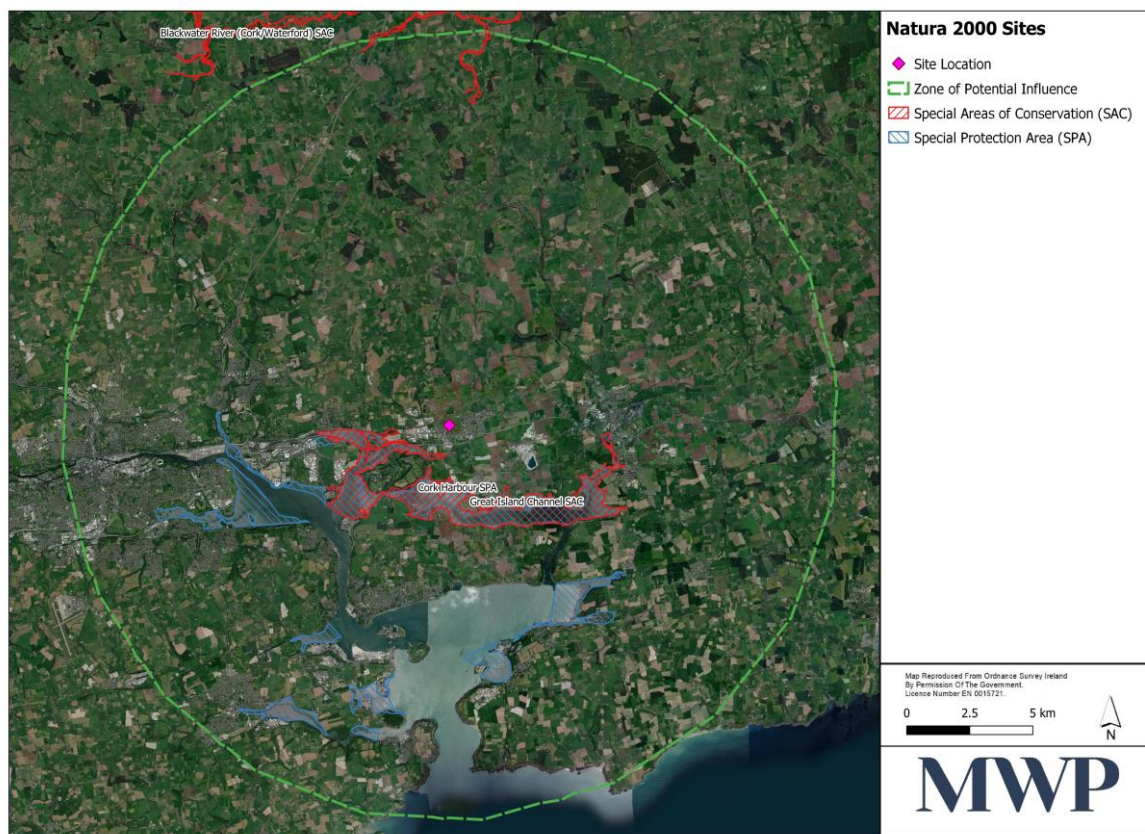 Blackwater River (Cork/Waterford) SAC
Cork Harbour SPA
Great Island Channel SAC
Natura 2000 Sites
Site Location
Zone of Potential Influence
Special Areas of Conservation (SAC)
Special Protection Area (SPA)
Map Reproduced From Ordnance Survey Ireland
By Permission Of The Government.
Licence Number EN 0015721.
0 2.5 5 km
N
MWP